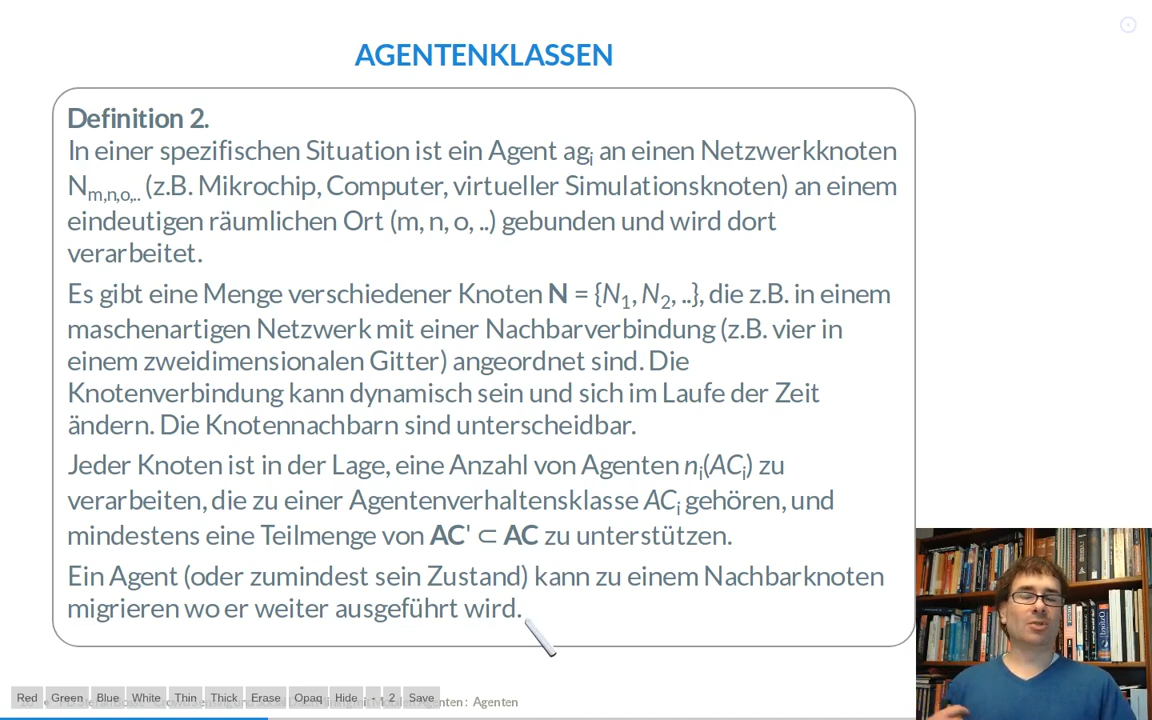 AGENTENKLASSEN
Definition 2.
In einer spezifischen Situation ist ein Agent agi an einen Netzwerkknoten
Nm,n,o,.. (z.B. Mikrochip, Computer, virtueller Simulationsknoten) an einem
eindeutigen räumlichen Ort (m, n, o, ..) gebunden und wird dort
verarbeitet.
Es gibt eine Menge verschiedener Knoten N = {N1, N2, ..}, die z.B. in einem
maschenartigen Netzwerk mit einer Nachbarverbindung (z.B. vier in
einem zweidimensionalen Gitter) angeordnet sind. Die
Knotenverbindung kann dynamisch sein und sich im Laufe der Zeit
ändern. Die Knotennachbarn sind unterscheidbar.
Jeder Knoten ist in der Lage, eine Anzahl von Agenten ni(ACi) zu
verarbeiten, die zu einer Agentenverhaltensklasse ACi gehören, und
mindestens eine Teilmenge von AC' ⊂ AC zu unterstützen.
Ein Agent (oder zumindest sein Zustand) kann zu einem Nachbarknoten
migrieren wo er weiter ausgeführt wird.
Red Green Blue White Thin Thick Erase Opaq Hide - 2 Save
: Agenten